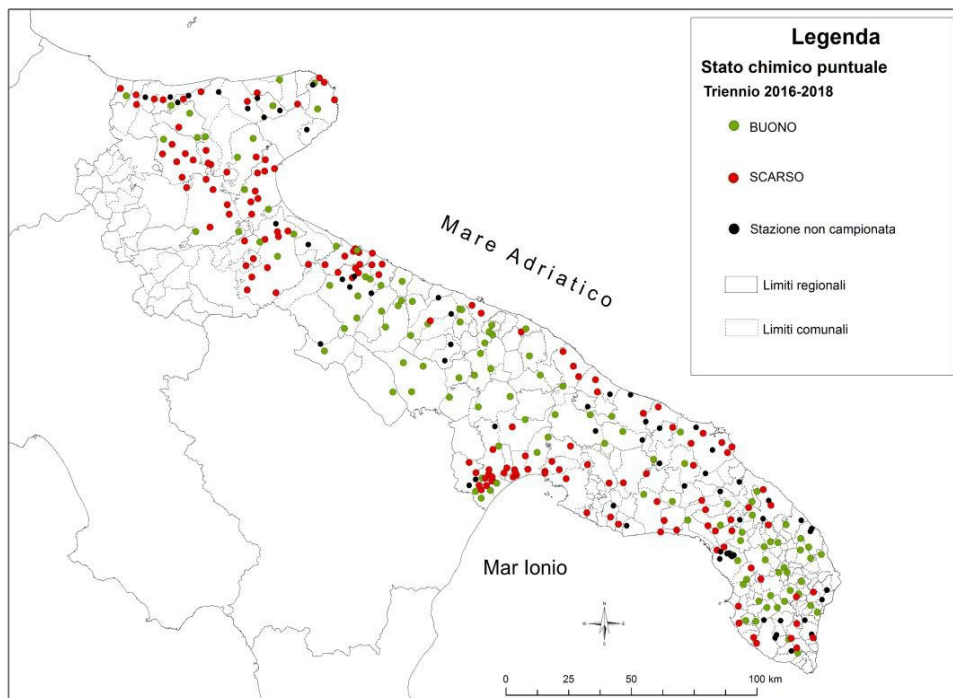 Legenda
Stato chimico puntuale
Triennio 2016-2018
BUONO
SCARSO
Stazione non campionata
Limiti regionali
Limiti comunali
Mare Adriatico
Mar Ionio
N
W E
S
0 25 50 100 km